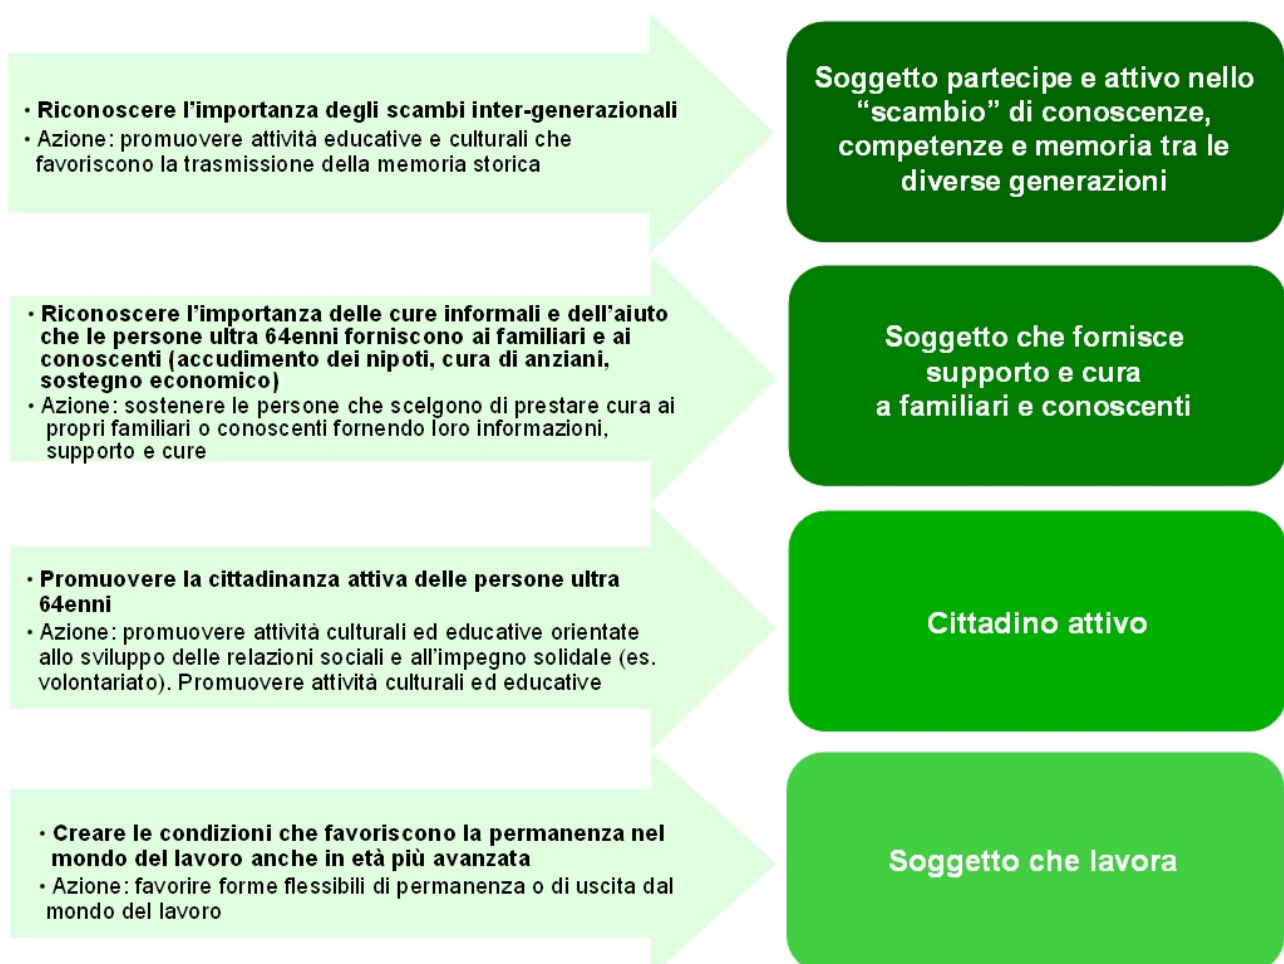 • Riconoscere l’importanza degli scambi inter-generazionali
• Azione: promuovere attività educative e culturali che
favoriscono la trasmissione della memoria storica
Soggetto partecipe e attivo nello
“scambio” di conoscenze,
competenze e memoria tra le
diverse generazioni
• Riconoscere l’importanza delle cure informali e dell’aiuto
che le persone ultra 64enni forniscono ai familiari e ai
conoscenti (accudimento dei nipoti, cura di anziani,
sostegno economico)
• Azione: sostenere le persone che scelgono di prestare cura ai
propri familiari o conoscenti fornendo loro informazioni,
supporto e cure
Soggetto che fornisce
supporto e cura
a familiari e conoscenti
• Promuovere la cittadinanza attiva delle persone ultra
64enni
• Azione: promuovere attività culturali ed educative orientate
allo sviluppo delle relazioni sociali e all’impegno solidale (es.
volontariato). Promuovere attività culturali ed educative
Cittadino attivo
• Creare le condizioni che favoriscono la permanenza nel
mondo del lavoro anche in età più avanzata
• Azione: favorire forme flessibili di permanenza o di uscita dal
mondo del lavoro
Soggetto che lavora